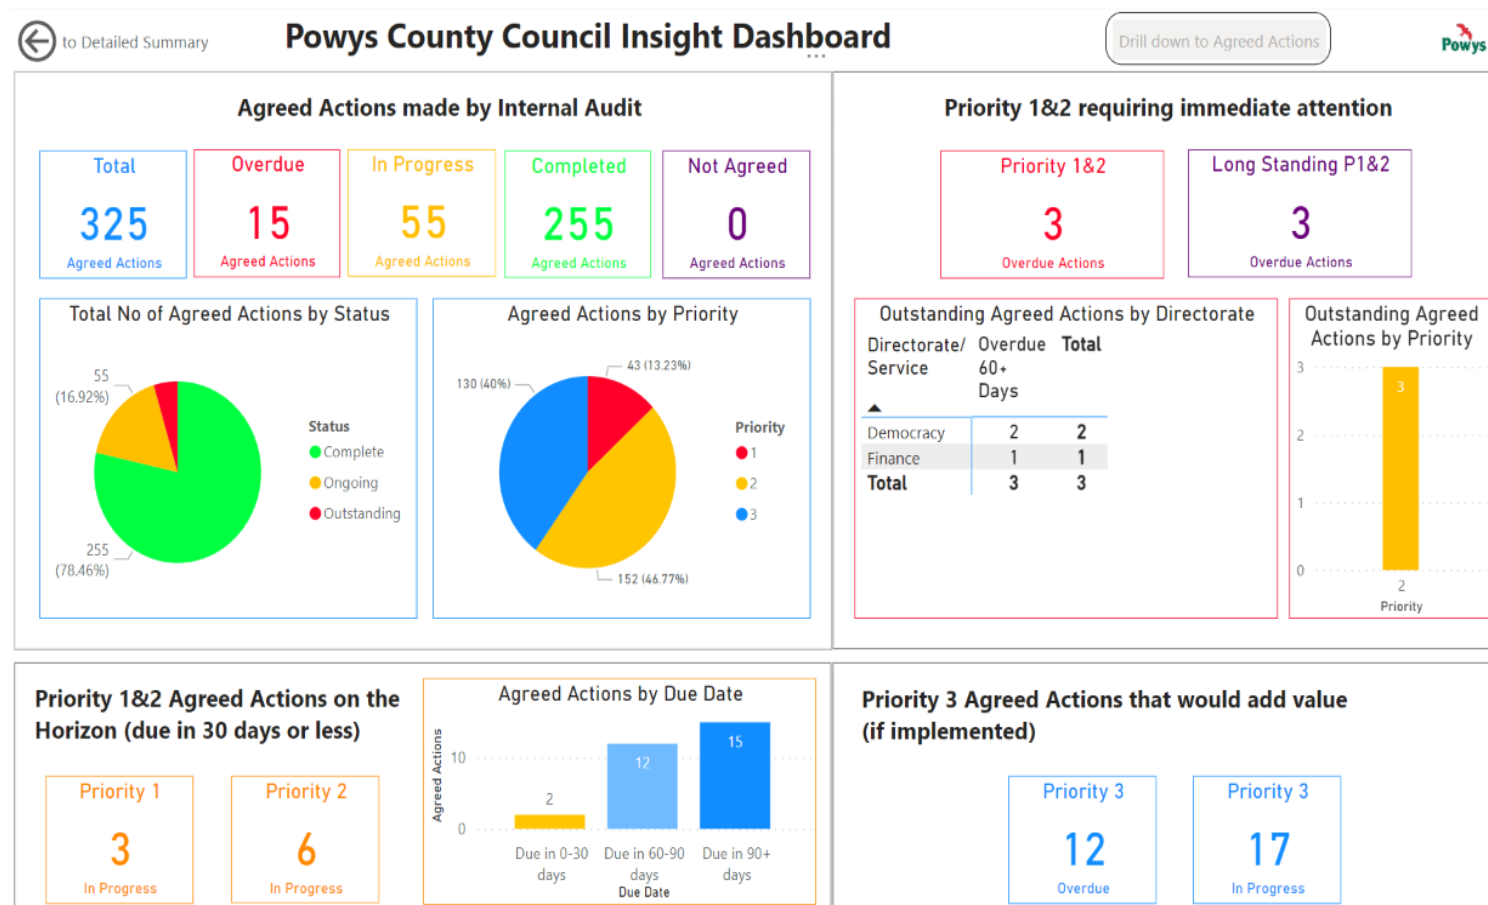 to Detailed Summary
Powys County Council Insight Dashboard
...
Drill down to Agreed Actions
Powys
Agreed Actions made by Internal Audit
Total
325
Agreed Actions
Overdue
15
Agreed Actions
In Progress
55
Agreed Actions
Completed
255
Agreed Actions
Not Agreed
0
Agreed Actions
Total No of Agreed Actions by Status
55
(16.92%)
255
(78.46%)
Status
Complete
Ongoing
Outstanding
Agreed Actions by Priority
130 (40%)
43 (13.23%)
152 (46.77%)
Priority
1
2
3
Priority 1&2 requiring immediate attention
Priority 1&2
3
Overdue Actions
Long Standing P1&2
3
Overdue Actions
Outstanding Agreed Actions by Directorate
Directorate/ Overdue Total
Service 60+
Days
Democracy 2 2
Finance 1 1
Total 3 3
Outstanding Agreed
Actions by Priority
3
2
1
0
3
2
Priority
Priority 1&2 Agreed Actions on the
Horizon (due in 30 days or less)
Priority 1
3
In Progress
Priority 2
6
In Progress
Agreed Actions by Due Date
Agreed Actions
10
0
2
12
15
Due in 0-30 Due in 60-90 Due in 90+
days days days
Due Date
Priority 3 Agreed Actions that would add value
(if implemented)
Priority 3
12
Overdue
Priority 3
17
In Progress